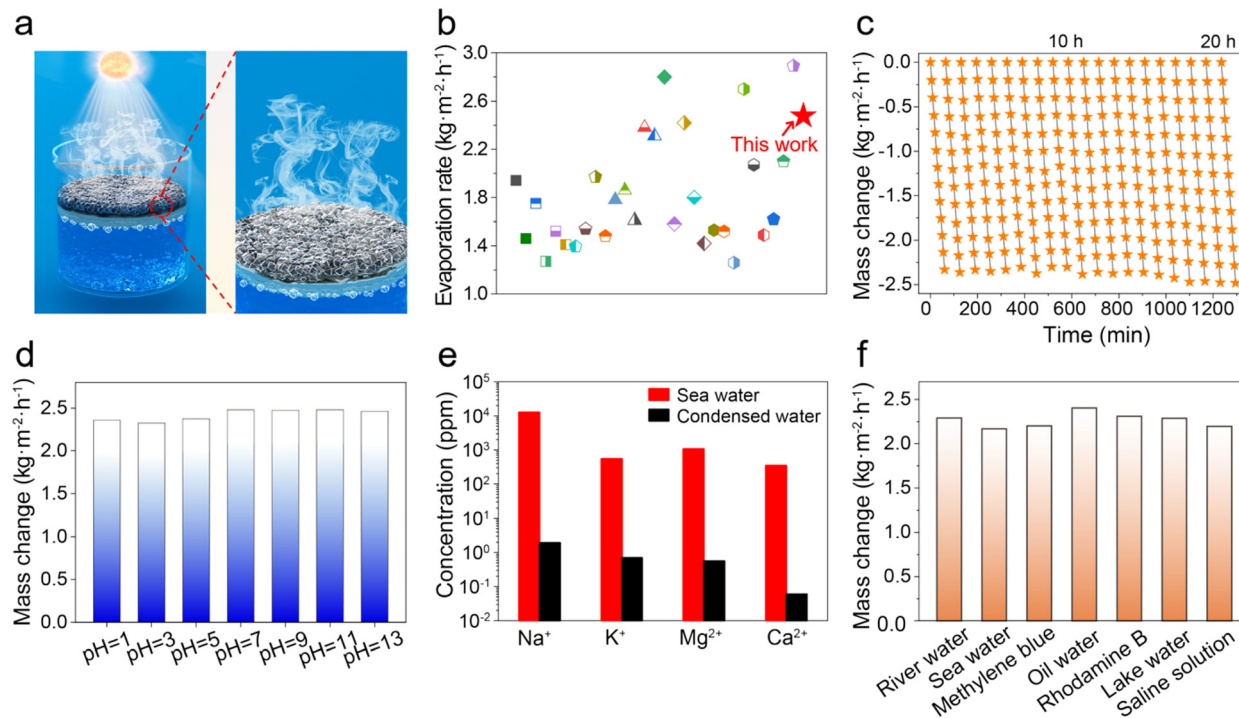 a
b
Evaporation rate (kg·m⁻²·h⁻¹)
3.0
2.6
2.2
1.8
1.4
1.0
This work
c
10 h
20 h
Mass change (kg·m⁻²·h⁻¹)
0.0
-0.5
-1.0
-1.5
-2.0
-2.5
0
200
400
600
800
1000
1200
Time (min)
d
Mass change (kg·m⁻²·h⁻¹)
2.5
2.0
1.5
1.0
0.5
0.0
pH=1
pH=3
pH=5
pH=7
pH=9
pH=11
pH=13
e
Concentration (ppm)
10⁵
10⁴
10³
10²
10¹
10⁰
10⁻¹
10⁻²
Sea water
Condensed water
Na⁺
K⁺
Mg²⁺
Ca²⁺
f
Mass change (kg·m⁻²·h⁻¹)
2.5
2.0
1.5
1.0
0.5
0.0
River water
Sea water
Methylene blue
Oil water
Rhodamine B
Lake water
Saline solution